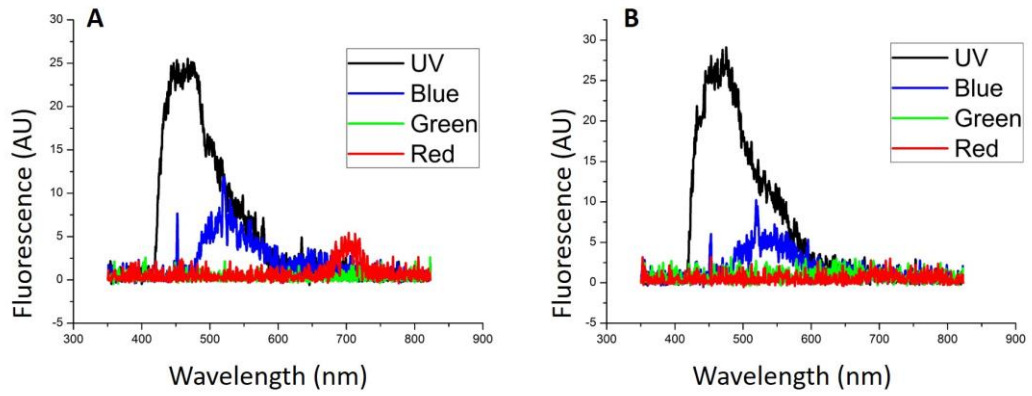 A
30
25
20
15
10
5
0
-5
300 400 500 600 700 800 900
Fluorescence (AU)
Wavelength (nm)
UV
Blue
Green
Red
B
30
25
20
15
10
5
0
-5
300 400 500 600 700 800 900
Fluorescence (AU)
Wavelength (nm)
UV
Blue
Green
Red